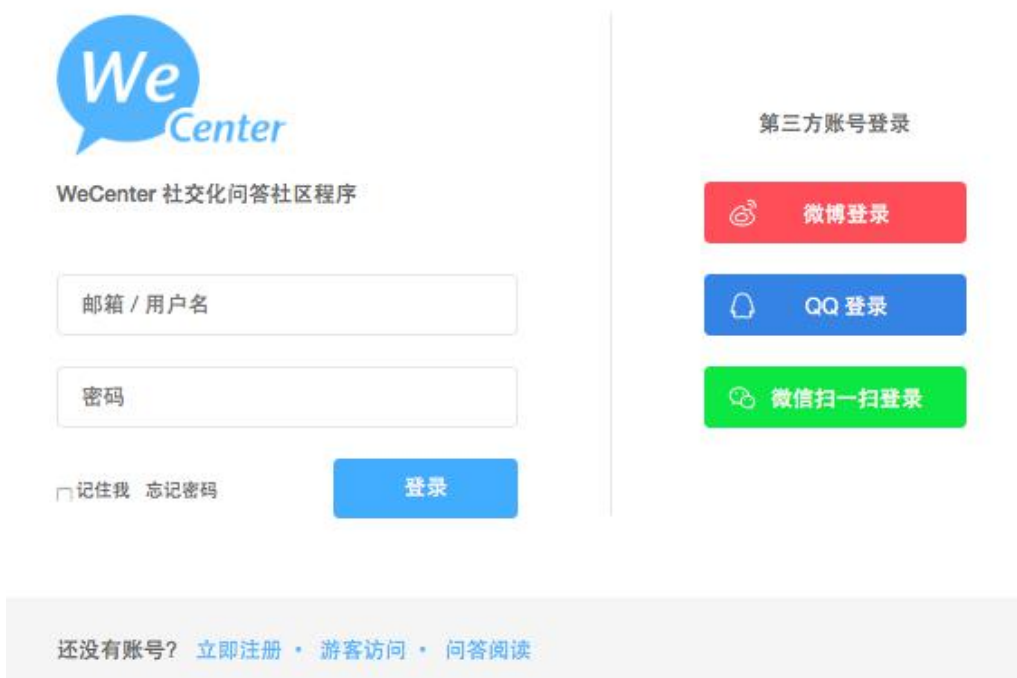 We
Center
WeCenter 社交化问答社区程序
邮箱 / 用户名
密码
记住我 忘记密码
登录
第三方账号登录
微博登录
QQ 登录
微信扫一扫登录
还没有账号? 立即注册 • 游客访问 • 问答阅读